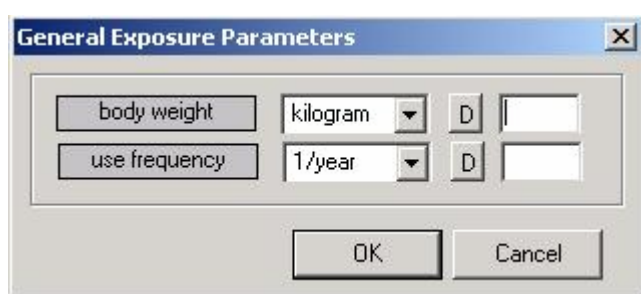 General Exposure Parameters
body weight kilogram D
use frequency 1/year D
OK Cancel